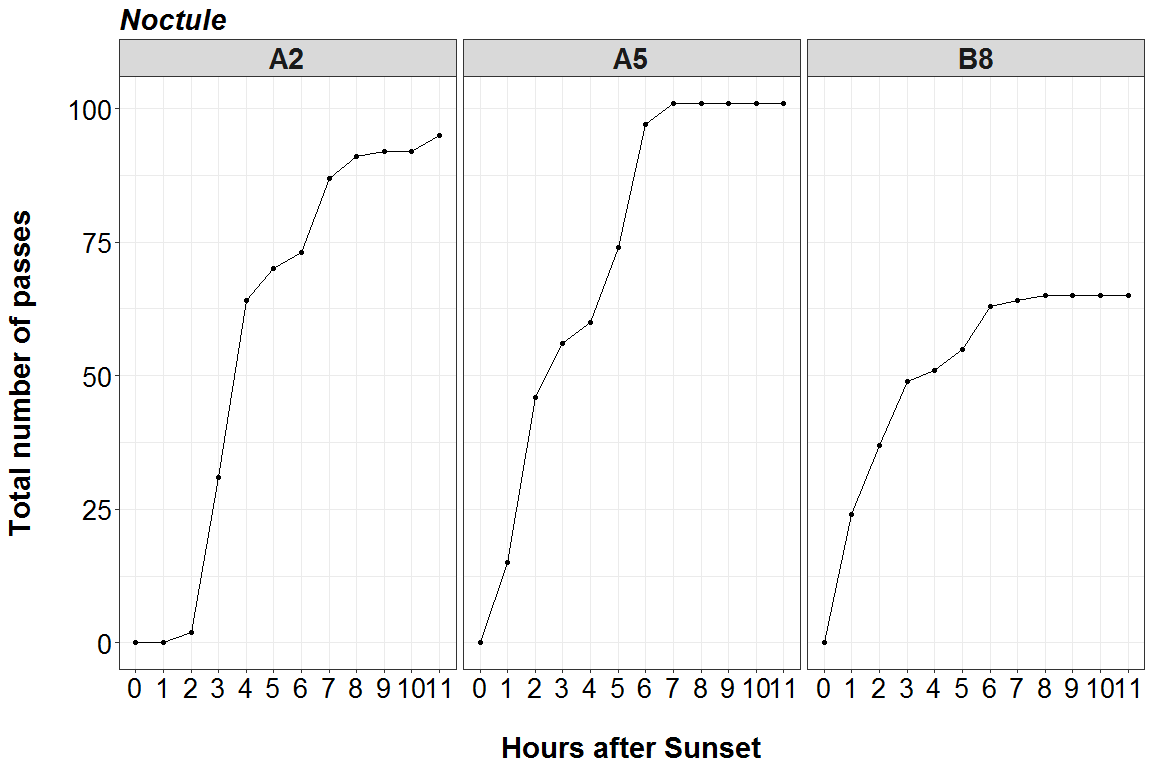 Noctule
A2 A5 B8
Total number of passes
100
75
50
25
0
0 1 2 3 4 5 6 7 8 9 10 11 0 1 2 3 4 5 6 7 8 9 10 11 0 1 2 3 4 5 6 7 8 9 10 11
Hours after Sunset